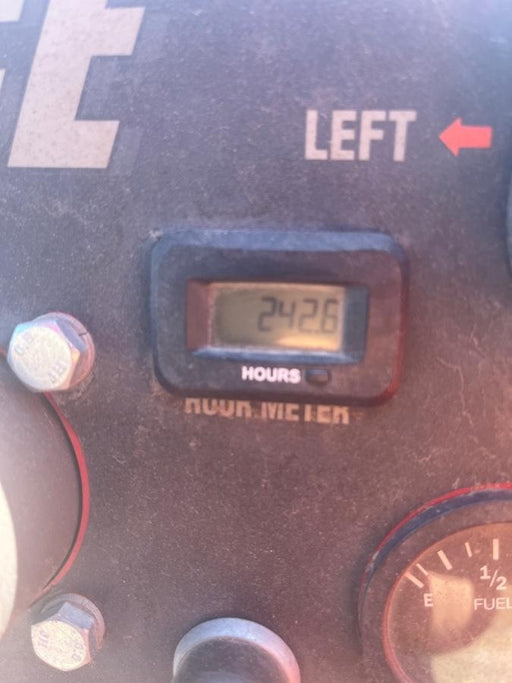 E
LEFT
242.6
HOURS
HOUR METER
E 1/2
FUEL